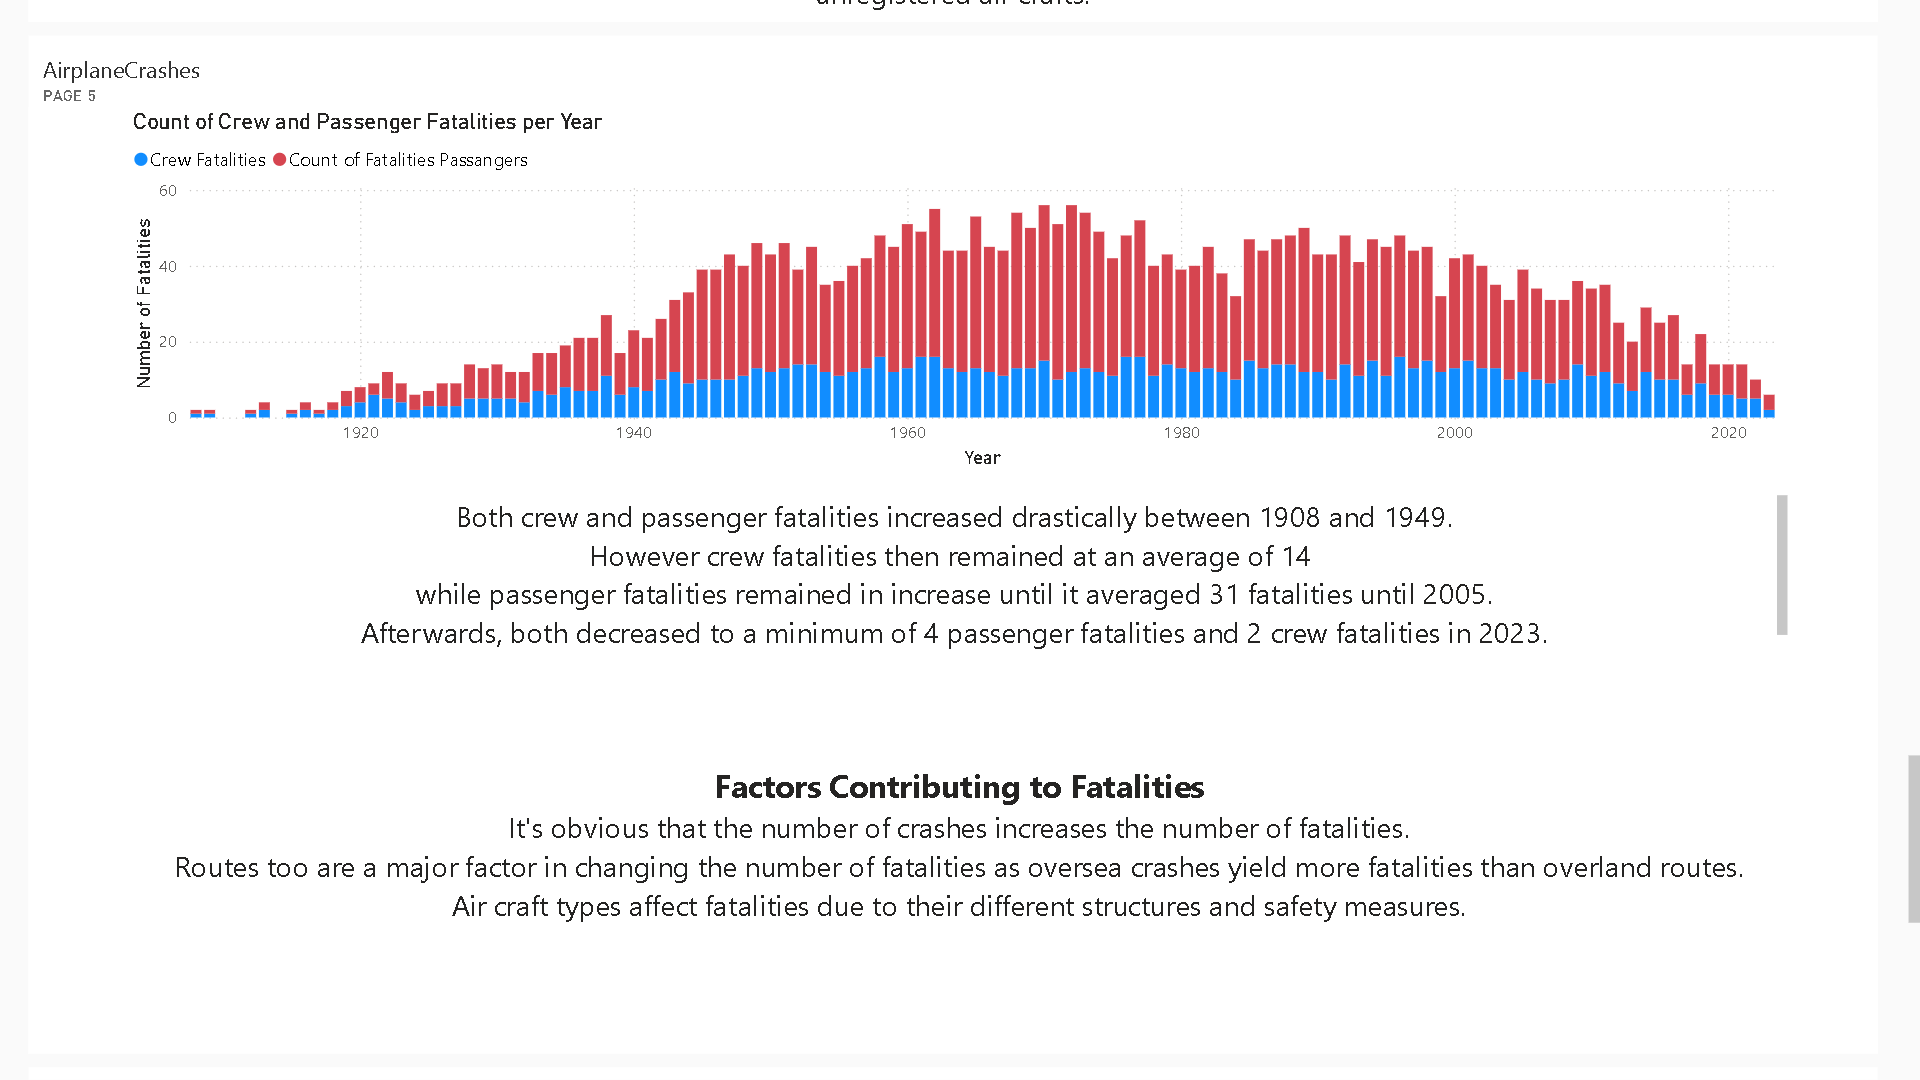 unregistered air crafts.
AirplaneCrashes
PAGE 5
Count of Crew and Passenger Fatalities per Year
Crew Fatalities Count of Fatalities Passangers
60
40
20
0
Number of Fatalities
1920 1940 1960 1980 2000 2020
Year
Both crew and passenger fatalities increased drastically between 1908 and 1949.
However crew fatalities then remained at an average of 14
while passenger fatalities remained in increase until it averaged 31 fatalities until 2005.
Afterwards, both decreased to a minimum of 4 passenger fatalities and 2 crew fatalities in 2023.
Factors Contributing to Fatalities
It's obvious that the number of crashes increases the number of fatalities.
Routes too are a major factor in changing the number of fatalities as oversea crashes yield more fatalities than overland routes.
Air craft types affect fatalities due to their different structures and safety measures.